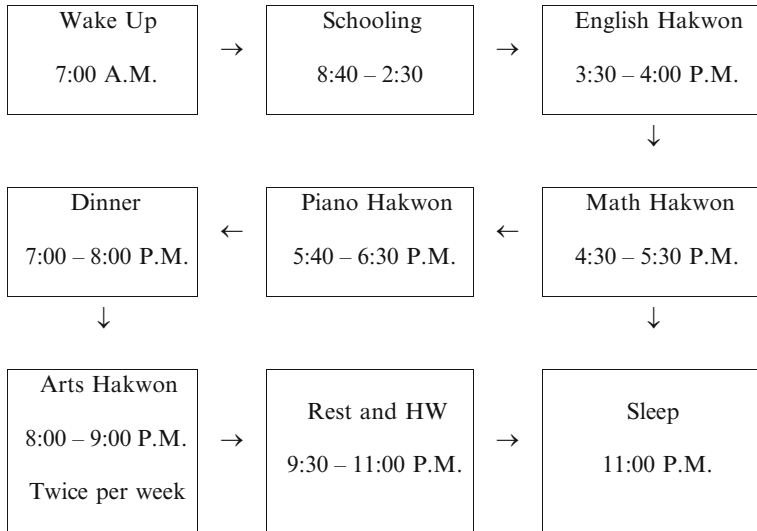 Wake Up
7:00 A.M.
→
Schooling
8:40 – 2:30
→
English Hakwon
3:30 – 4:00 P.M.
↓
Dinner
7:00 – 8:00 P.M.
←
Piano Hakwon
5:40 – 6:30 P.M.
←
Math Hakwon
4:30 – 5:30 P.M.
↓
↓
Arts Hakwon
8:00 – 9:00 P.M.
Twice per week
→
Rest and HW
9:30 – 11:00 P.M.
→
Sleep
11:00 P.M.